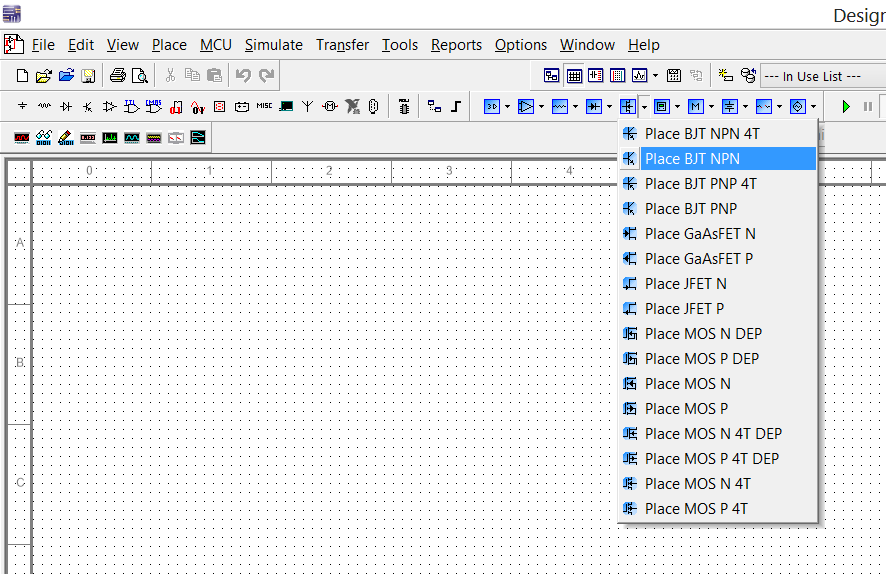 Design
File Edit View Place MCU Simulate Transfer Tools Reports Options Window Help
--- In Use List ---
MISC
0 1 2 3 4
A
B
C
Place BJT NPN 4T
Place BJT NPN
Place BJT PNP 4T
Place BJT PNP
Place GaAsFET N
Place GaAsFET P
Place JFET N
Place JFET P
Place MOS N DEP
Place MOS P DEP
Place MOS N
Place MOS P
Place MOS N 4T DEP
Place MOS P 4T DEP
Place MOS N 4T
Place MOS P 4T